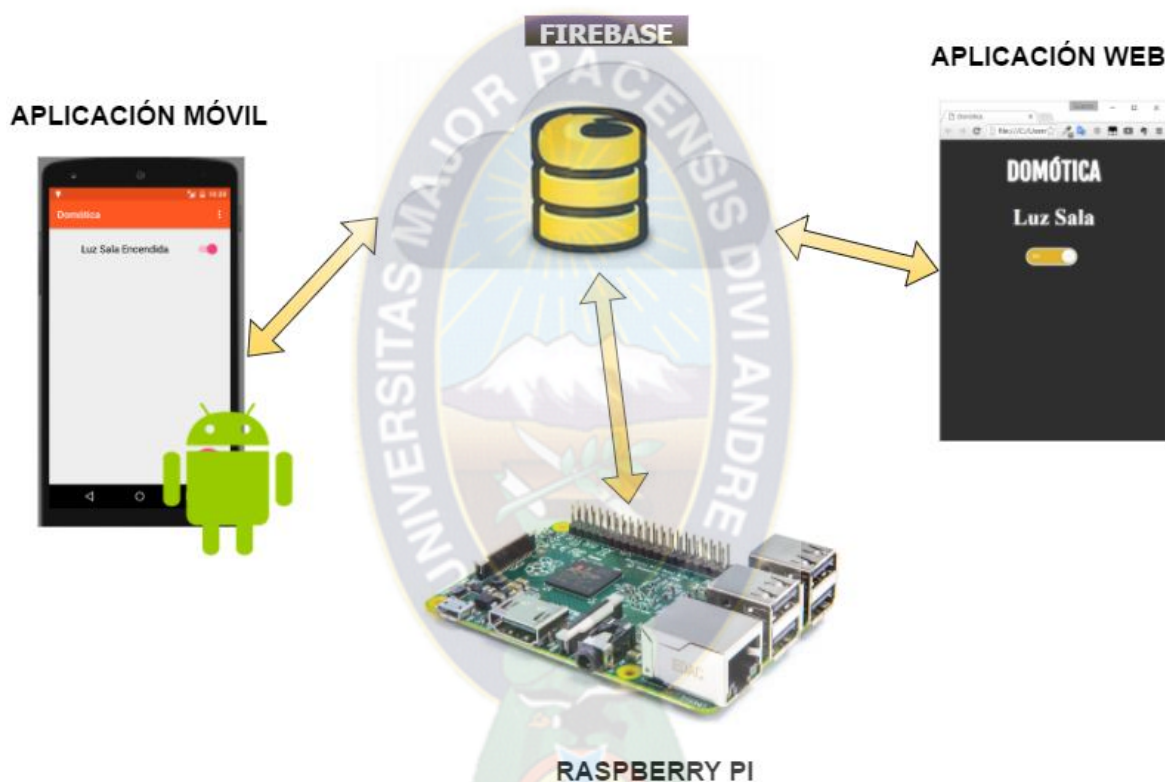 FIREBASE
APLICACIÓN WEB
APLICACIÓN MÓVIL
Domótica
Luz Sala Encendida
DOMÓTICA
Luz Sala
UNIVERSITAS MAJOR PACENSIS DIVI ANDRE
RASPBERRY PI